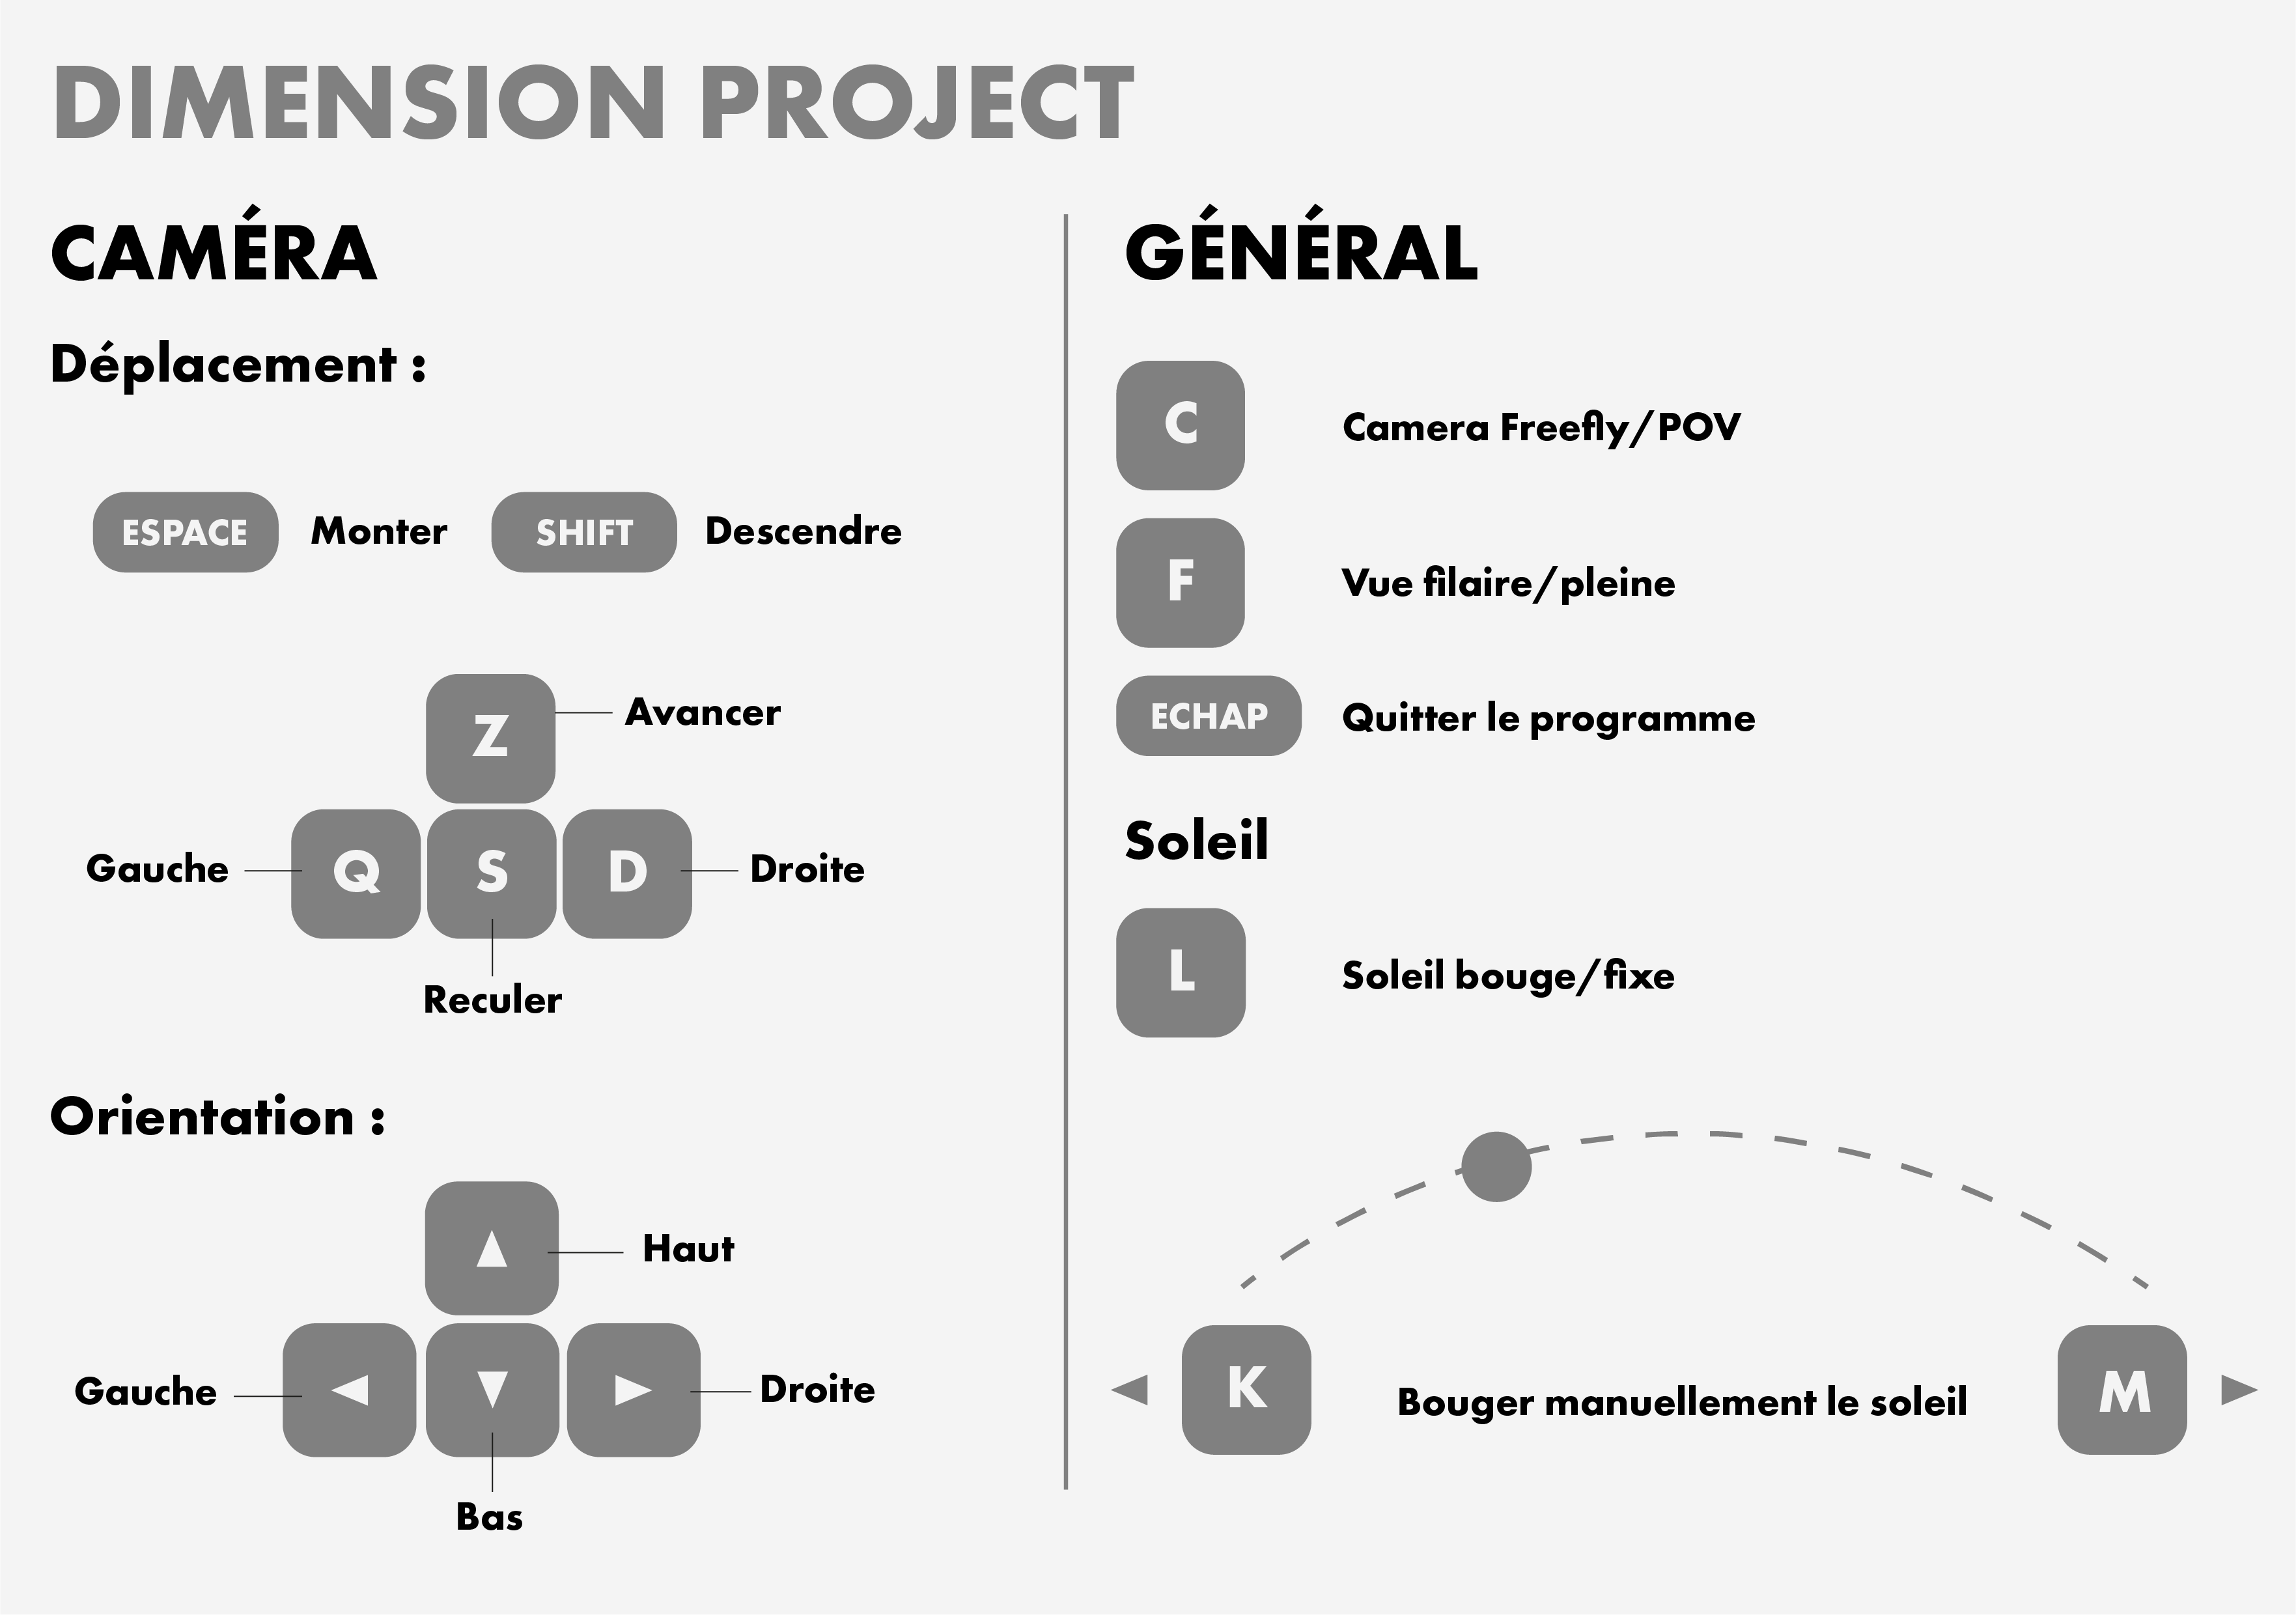 DIMENSION PROJECT
CAMÉRA
Déplacement :
ESPACE Monter SHIFT Descendre
Z Avancer
Gauche Q S D Droite
Reculer
Orientation :
Haut
Gauche Droite
Bas
GÉNÉRAL
C Camera Freefly/POV
F Vue filaire/pleine
ECHAP Quitter le programme
Soleil
L Soleil bouge/fixe
K Bouger manuellement le soleil M